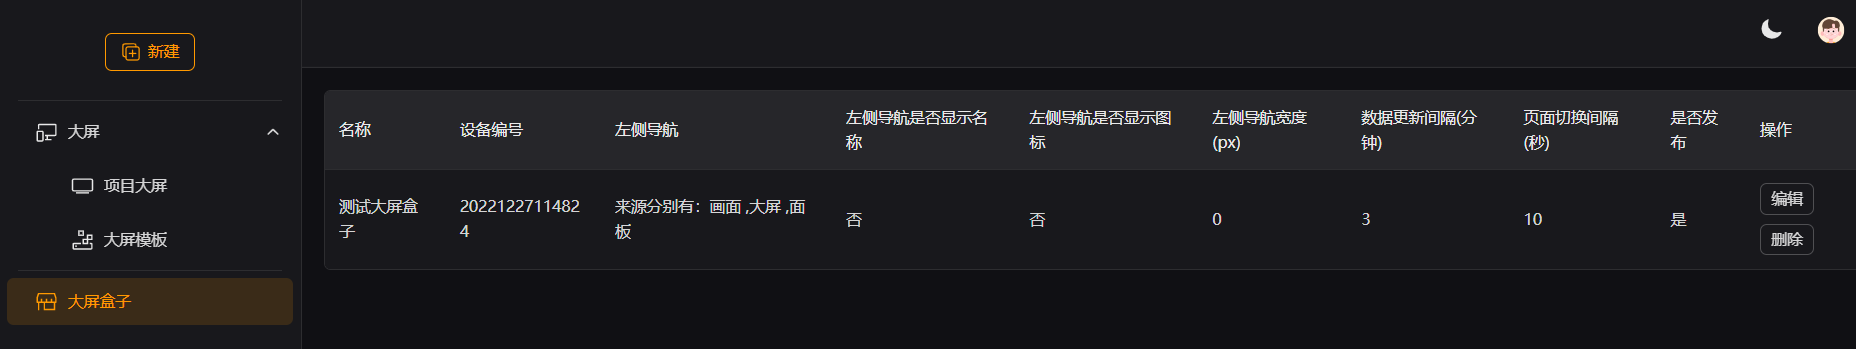 新建
大屏
项目大屏
大屏模板
大屏盒子
名称
设备编号
左侧导航
左侧导航是否显示名
称
左侧导航是否显示图
标
左侧导航宽度
(px)
数据更新间隔(分
钟)
页面切换间隔
(秒)
是否发
布
操作
测试大屏盒
子
2022122711482
4
来源分别有：画面 ,大屏 ,面
板
否
否
0
3
10
是
编辑
删除